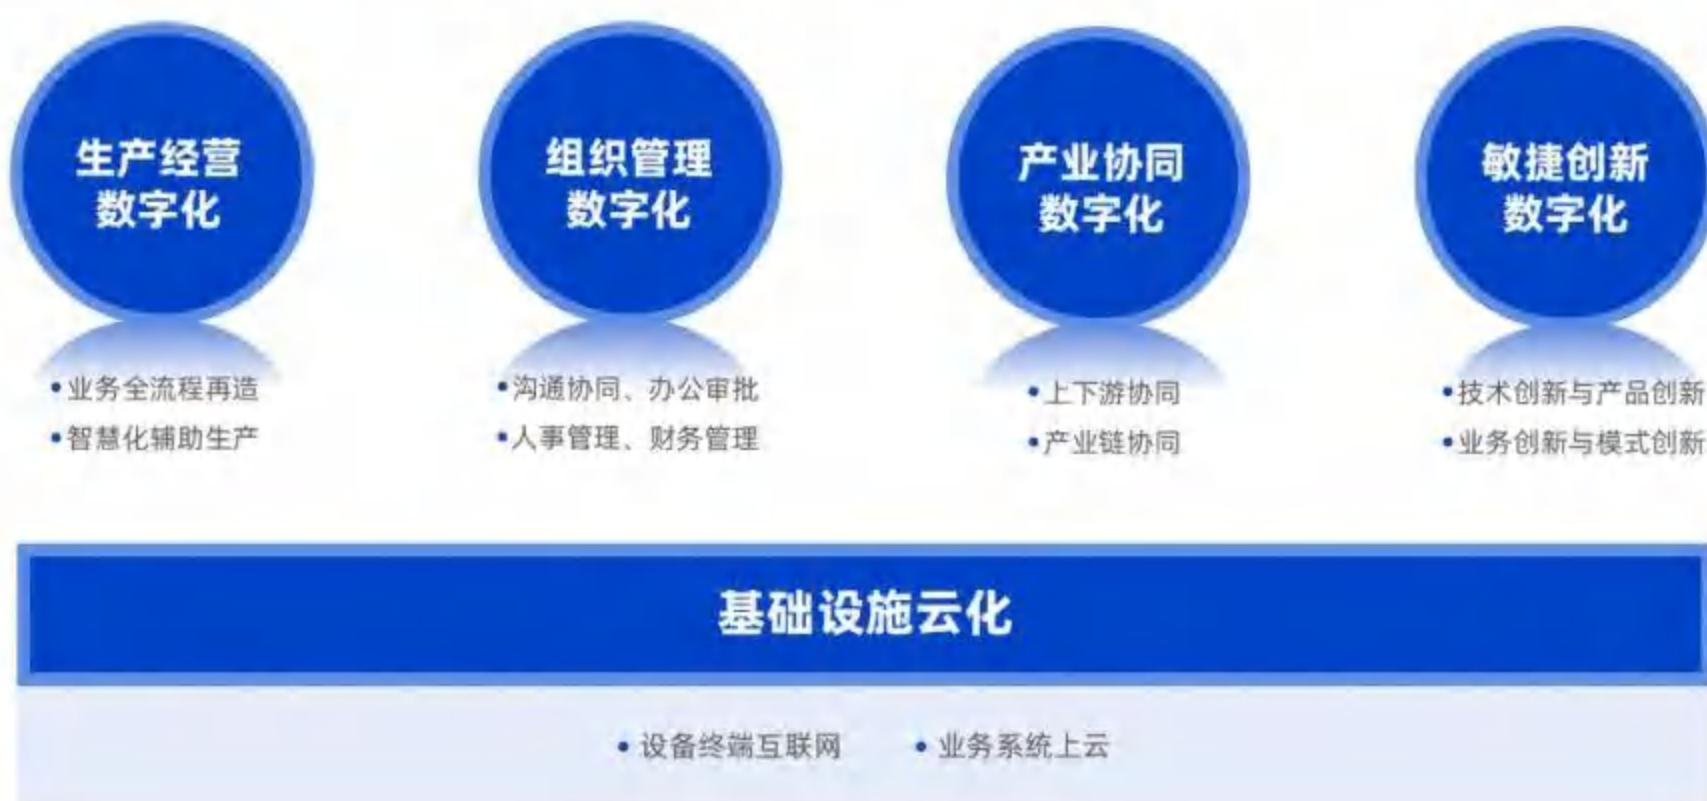 生产经营
数字化
组织管理
数字化
产业协同
数字化
敏捷创新
数字化
•业务全流程再造
•智慧化辅助生产
•沟通协同、办公审批
•人事管理、财务管理
•上下游协同
•产业链协同
•技术创新与产品创新
•业务创新与模式创新
基础设施云化
• 设备终端互联网
• 业务系统上云